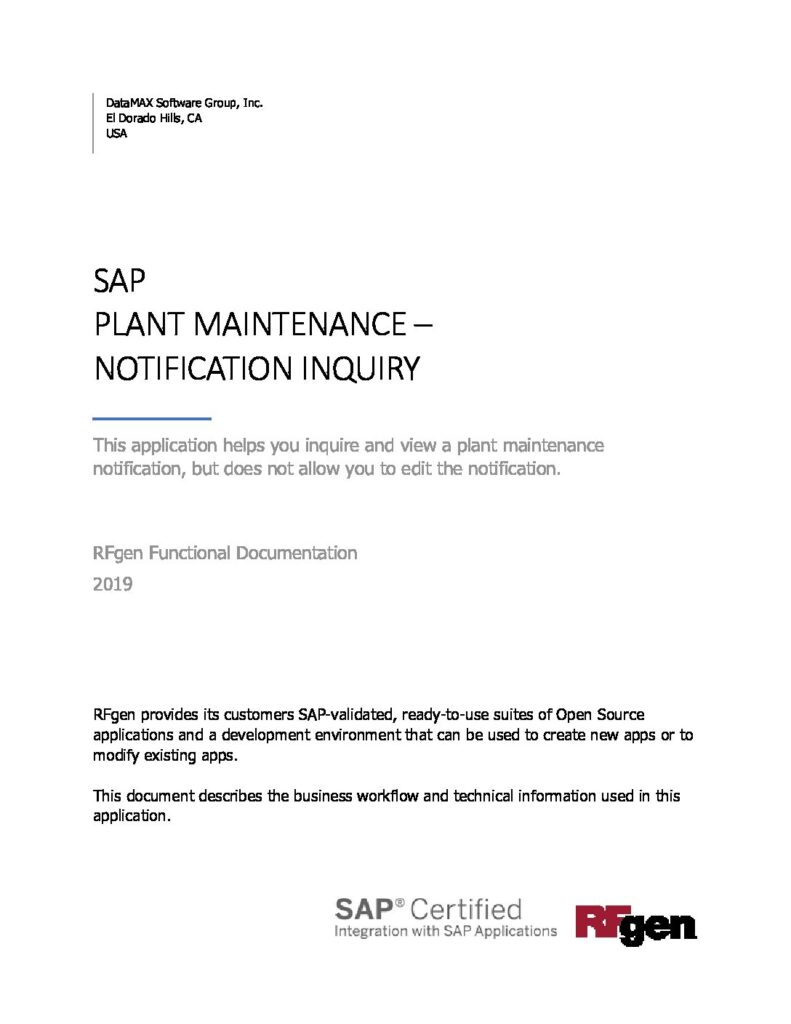 DataMAX Software Group, Inc.
El Dorado Hills, CA
USA
SAP
PLANT MAINTENANCE –
NOTIFICATION INQUIRY
This application helps you inquire and view a plant maintenance
notification, but does not allow you to edit the notification.
RFgen Functional Documentation
2019
RFgen provides its customers SAP-validated, ready-to-use suites of Open Source
applications and a development environment that can be used to create new apps or to
modify existing apps.
This document describes the business workflow and technical information used in this
application.
SAP® Certified
Integration with SAP Applications
RFgen